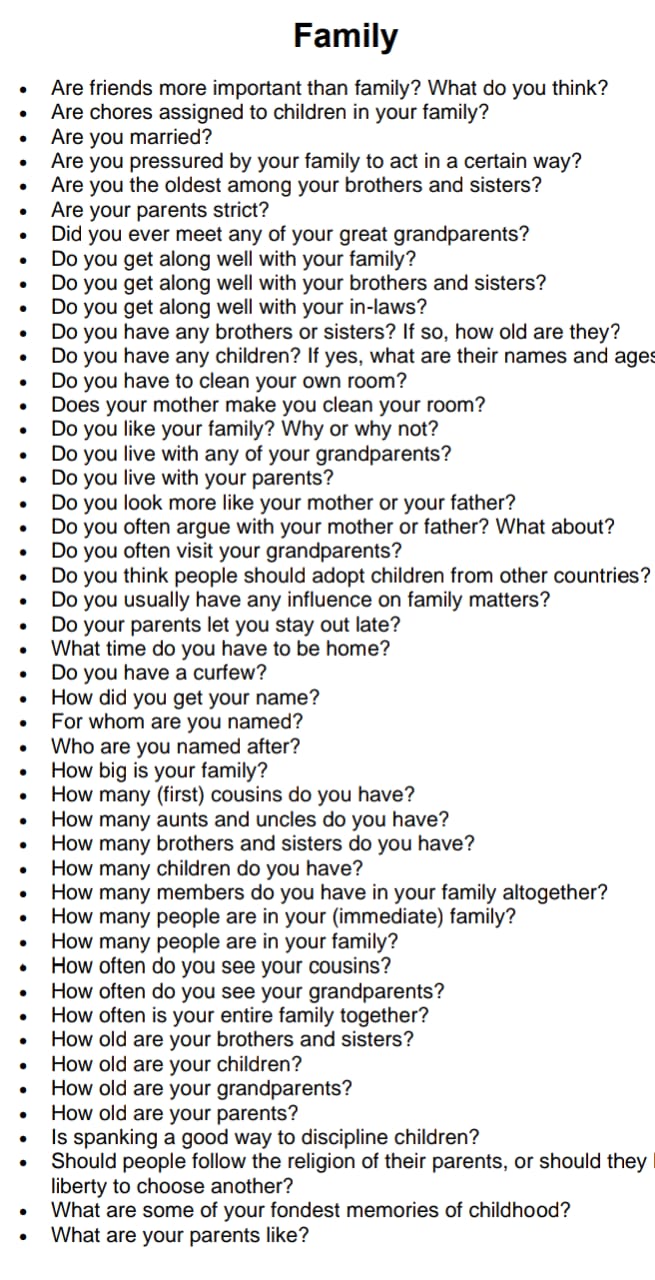 Family
• Are friends more important than family? What do you think?
• Are chores assigned to children in your family?
• Are you married?
• Are you pressured by your family to act in a certain way?
• Are you the oldest among your brothers and sisters?
• Are your parents strict?
• Did you ever meet any of your great grandparents?
• Do you get along well with your family?
• Do you get along well with your brothers and sisters?
• Do you get along well with your in-laws?
• Do you have any brothers or sisters? If so, how old are they?
• Do you have any children? If yes, what are their names and ages
• Do you have to clean your own room?
• Does your mother make you clean your room?
• Do you like your family? Why or why not?
• Do you live with any of your grandparents?
• Do you live with your parents?
• Do you look more like your mother or your father?
• Do you often argue with your mother or father? What about?
• Do you often visit your grandparents?
• Do you think people should adopt children from other countries?
• Do you usually have any influence on family matters?
• Do your parents let you stay out late?
• What time do you have to be home?
• Do you have a curfew?
• How did you get your name?
• For whom are you named?
• Who are you named after?
• How big is your family?
• How many (first) cousins do you have?
• How many aunts and uncles do you have?
• How many brothers and sisters do you have?
• How many children do you have?
• How many members do you have in your family altogether?
• How many people are in your (immediate) family?
• How many people are in your family?
• How often do you see your cousins?
• How often do you see your grandparents?
• How often is your entire family together?
• How old are your brothers and sisters?
• How old are your children?
• How old are your grandparents?
• How old are your parents?
• Is spanking a good way to discipline children?
• Should people follow the religion of their parents, or should they
liberty to choose another?
• What are some of your fondest memories of childhood?
• What are your parents like?